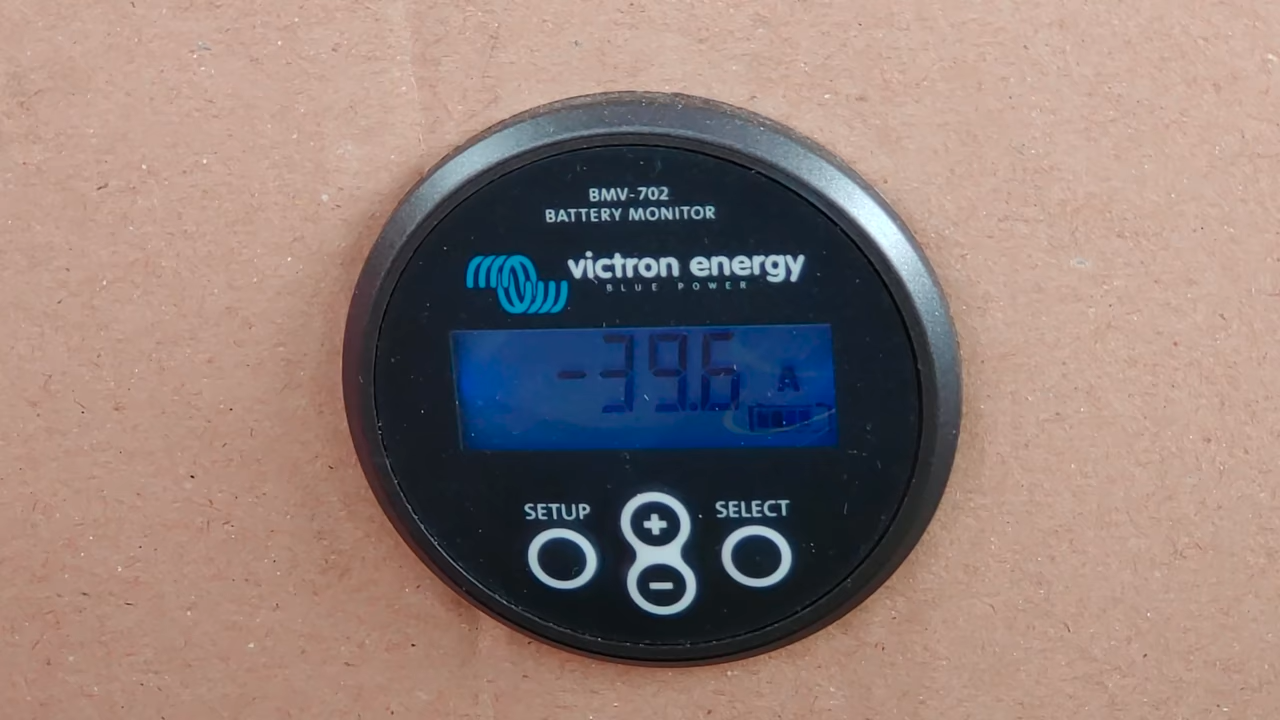 BMV-702
BATTERY MONITOR
victron energy
BLUE POWER
-39.6 A
SETUP + SELECT
-